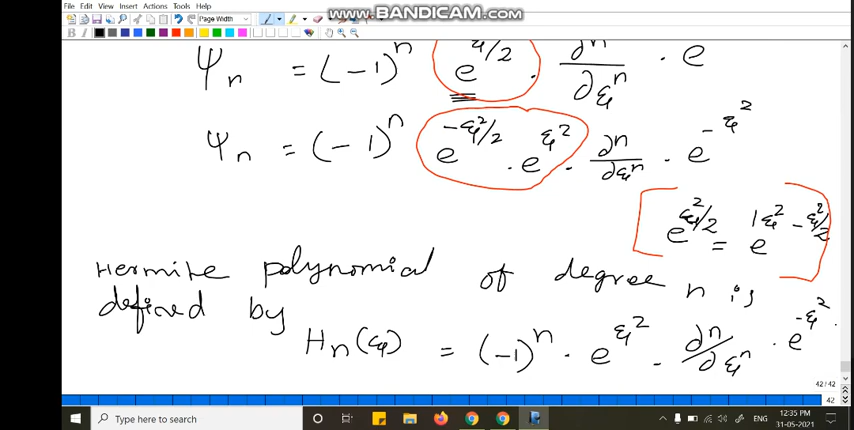 www.BANDICAM.com
File Edit View Insert Actions Tools Help
Page Width
B I
ψn = (-1)^n e^ξ²/2 · ∂n/∂ξ^n · e
ψn = (-1)^n e^-ξ²/2 · e^ξ² · ∂n/∂ξ^n · e^-ξ²
[e^ξ²/2 = e^1ξ² - ξ²/2]
Hermite polynomial of degree n is
defined by
Hn(ξ) = (-1)^n · e^ξ² - ∂n/∂ξ^n · e^-ξ².
42/42
42
Type here to search
ENG
12:35 PM
31-05-2021